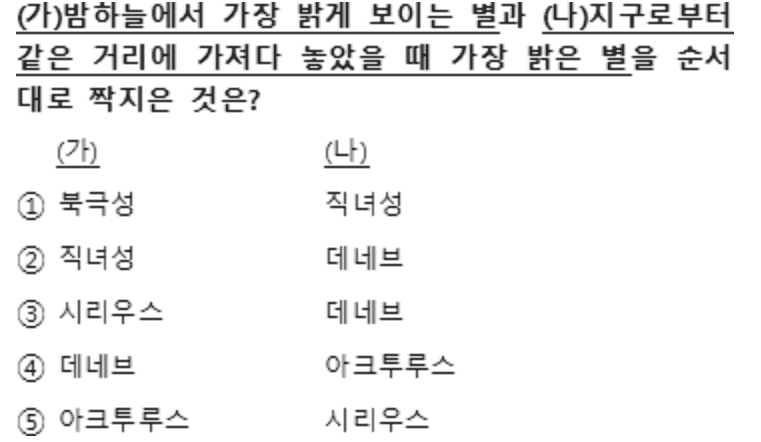 (가)밤하늘에서 가장 밝게 보이는 별과 (나)지구로부터
같은 거리에 가져다 놓았을 때 가장 밝은 별을 순서
대로 짝지은 것은?
(가) (나)
① 북극성 직녀성
② 직녀성 데네브
③ 시리우스 데네브
④ 데네브 아크투루스
⑤ 아크투루스 시리우스